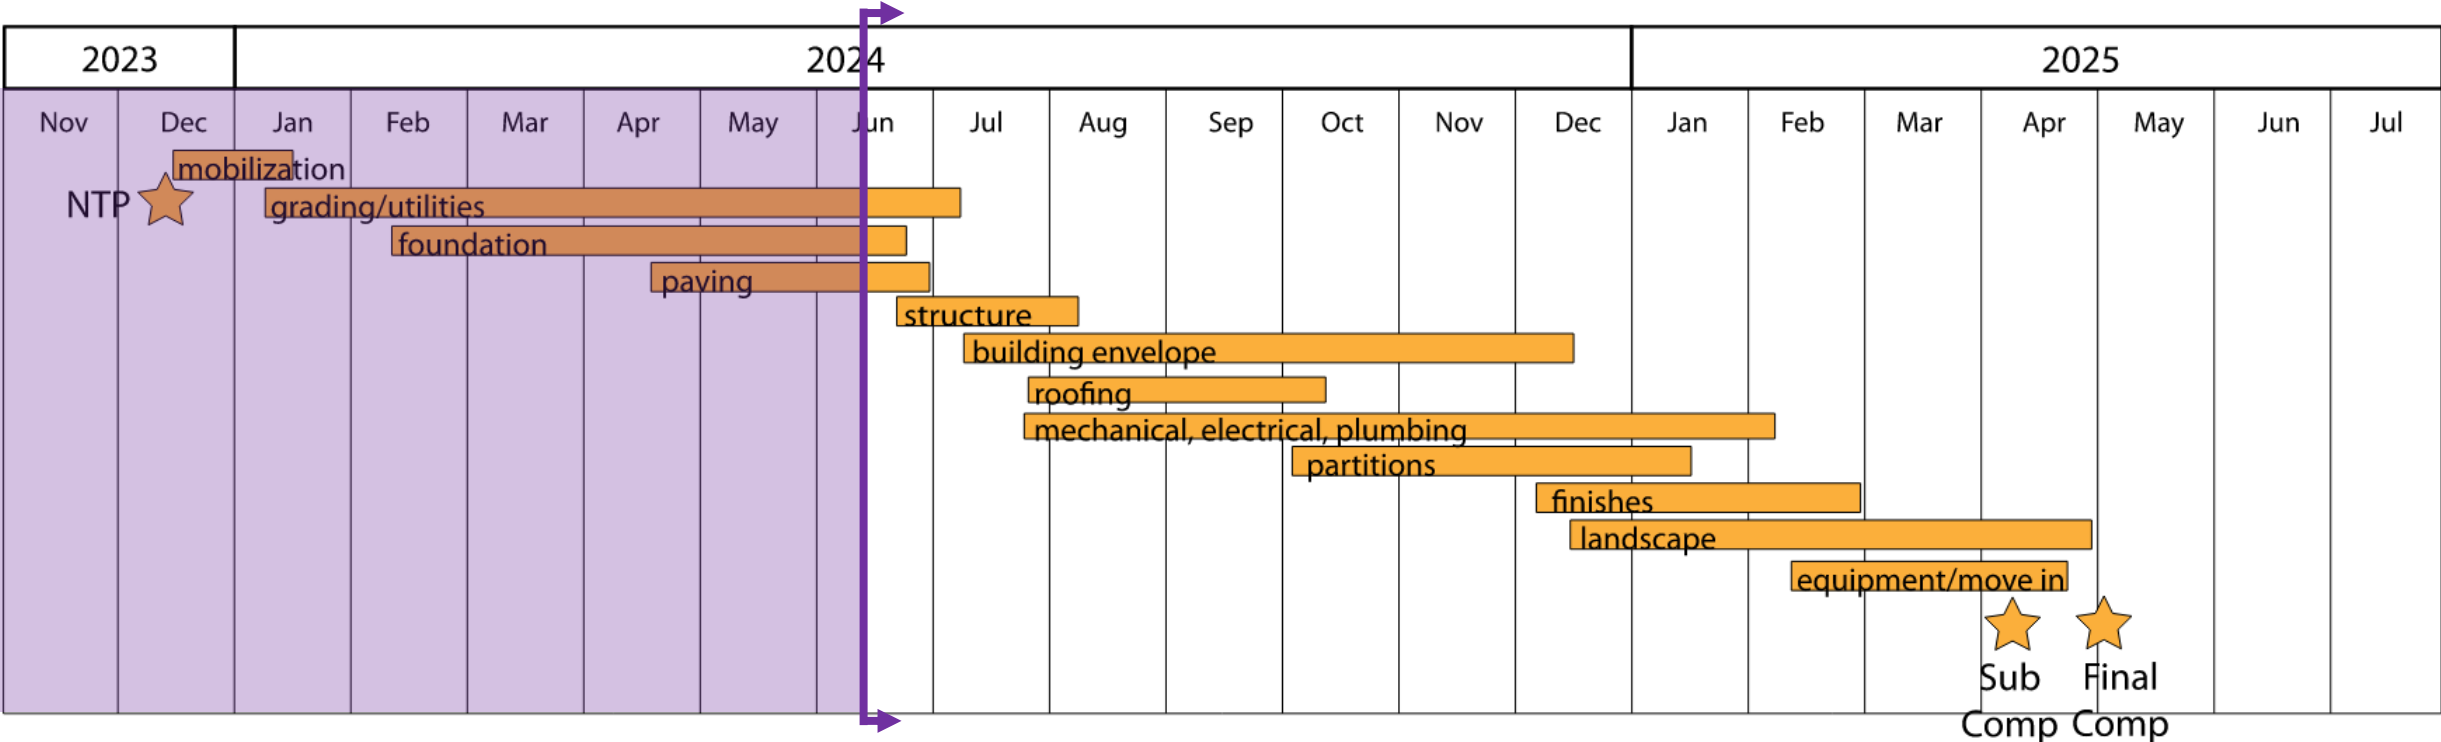 2023 2024 2025
Nov Dec Jan Feb Mar Apr May Jun Jul Aug Sep Oct Nov Dec Jan Feb Mar Apr May Jun Jul
mobilization
NTP
grading/utilities
foundation
paving
structure
building envelope
roofing
mechanical, electrical, plumbing
partitions
finishes
landscape
equipment/move in
Sub Final
Comp Comp